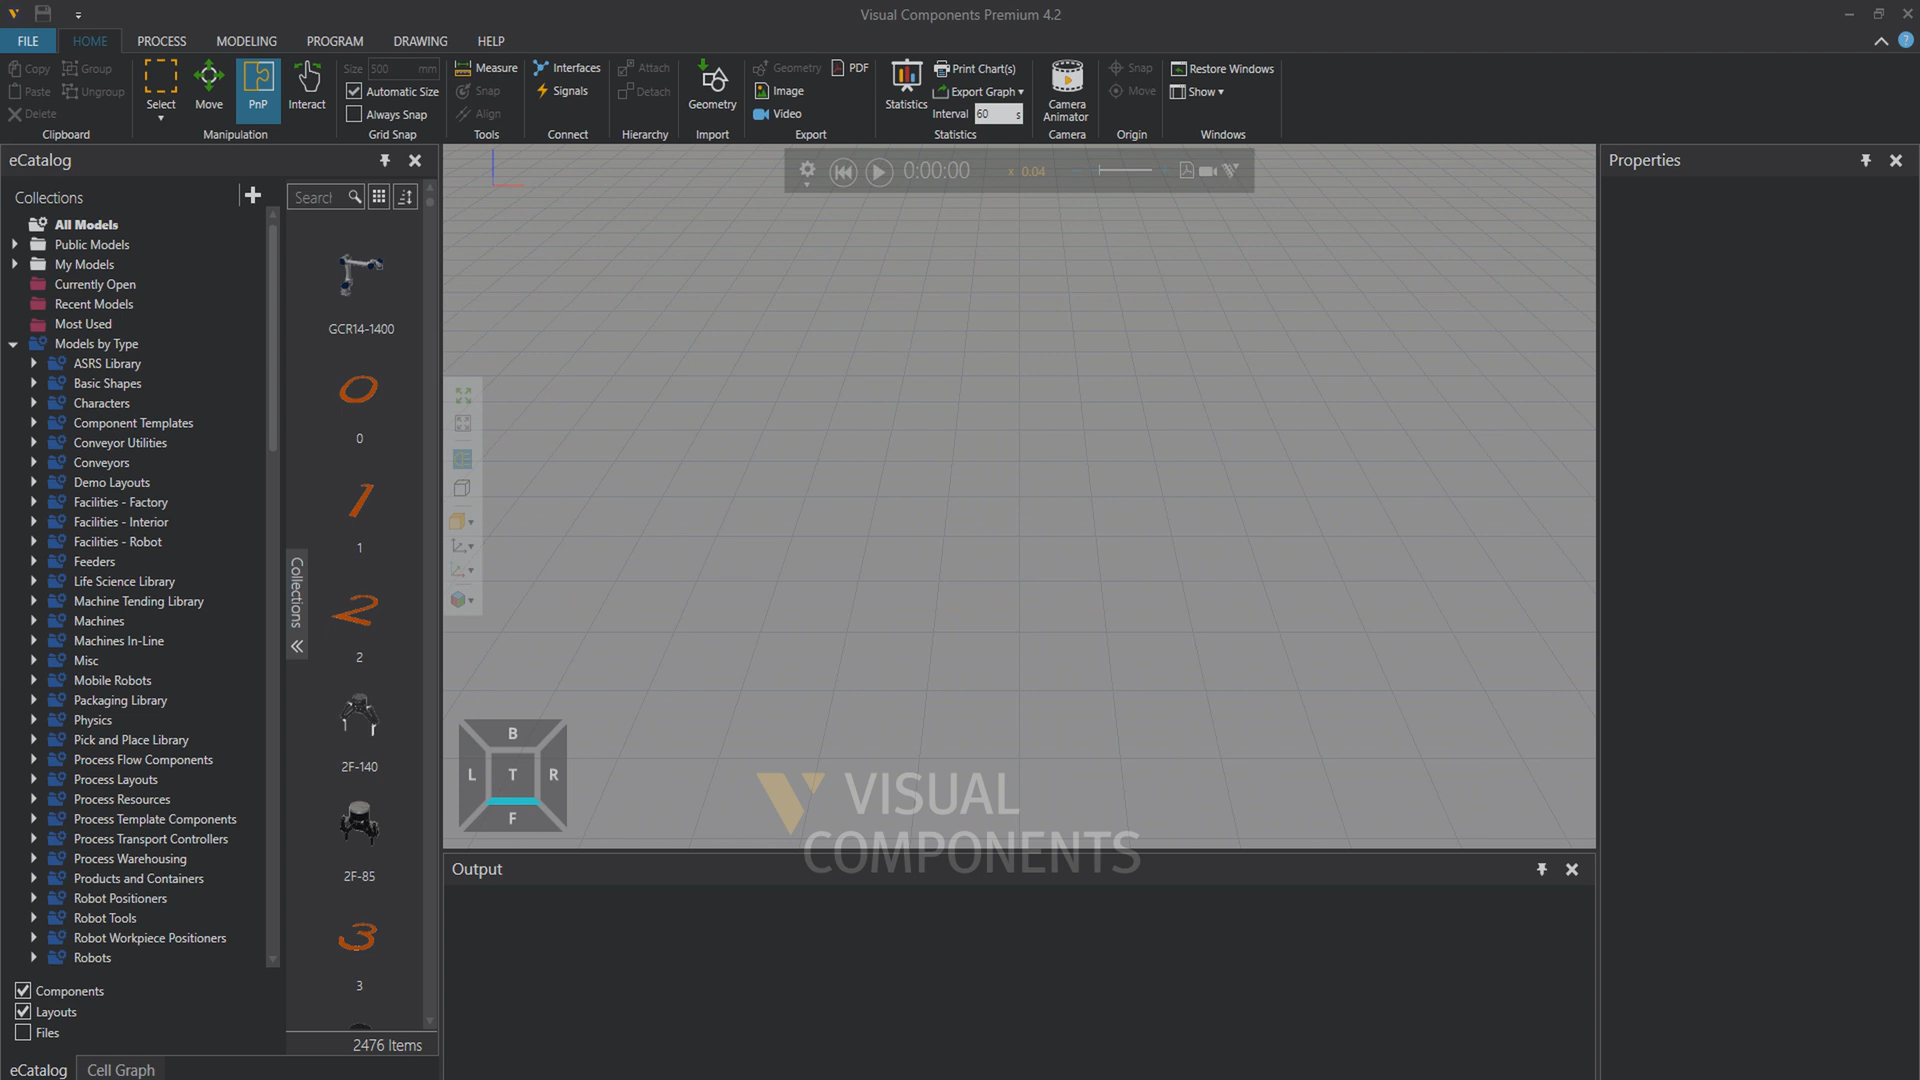 Visual Components Premium 4.2
FILE HOME PROCESS MODELING PROGRAM DRAWING HELP
Copy Group
Paste Ungroup
Delete
Clipboard
Select Move PnP Interact
Manipulation
Size 500 mm
Automatic Size
Always Snap
Grid Snap
Measure
Snap
Align
Tools
Interfaces
Signals
Connect
Attach
Detach
Hierarchy
Geometry
Import
Geometry PDF
Image
Video
Export
Statistics
Print Chart(s)
Export Graph
Interval 60 s
Statistics
Camera Animator
Camera
Snap
Move
Origin
Restore Windows
Show
Windows
eCatalog
Collections
All Models
Public Models
My Models
Currently Open
Recent Models
Most Used
Models by Type
ASRS Library
Basic Shapes
Characters
Component Templates
Conveyor Utilities
Conveyors
Demo Layouts
Facilities - Factory
Facilities - Interior
Facilities - Robot
Feeders
Life Science Library
Machine Tending Library
Machines
Machines In-Line
Misc
Mobile Robots
Packaging Library
Physics
Pick and Place Library
Process Flow Components
Process Layouts
Process Resources
Process Template Components
Process Transport Controllers
Process Warehousing
Products and Containers
Robot Positioners
Robot Tools
Robot Workpiece Positioners
Robots
Components
Layouts
Files
eCatalog Cell Graph
Search
GCR14-1400
0
0
1
1
2
2
2F-140
2F-85
3
3
2476 Items
Collections
0:00:00 x 0.04
B
L T R
F
VISUAL
COMPONENTS
Output
Properties